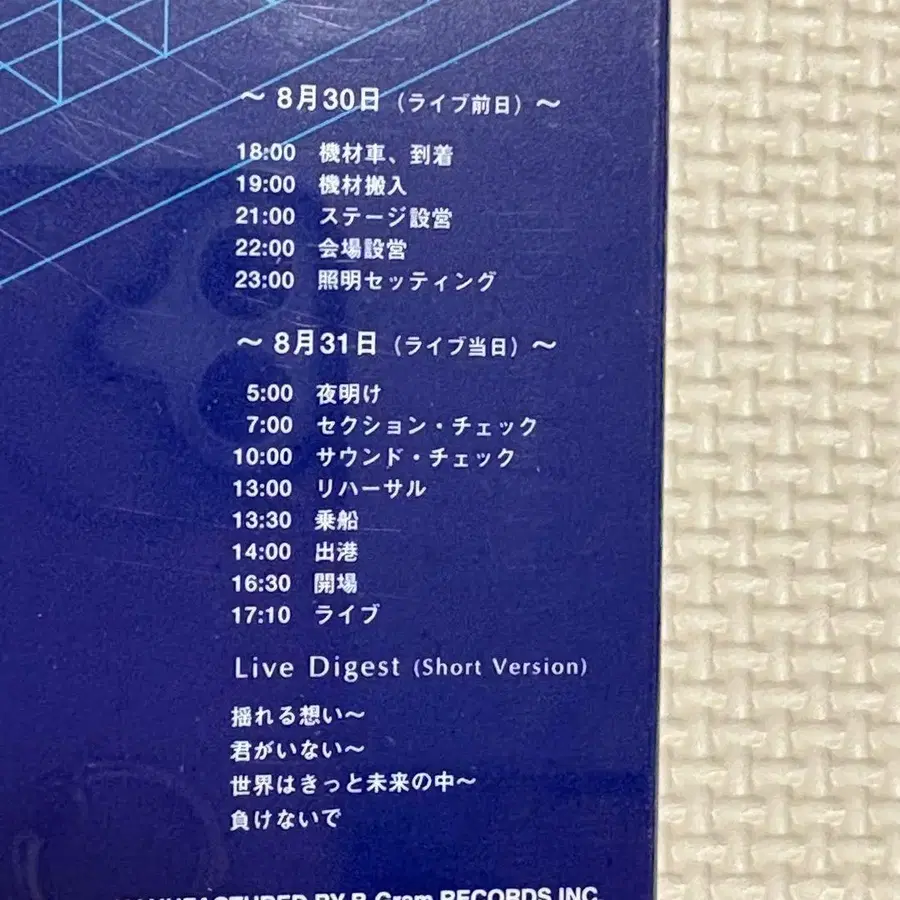 ～ 8月30日 (ライブ前日) ～
18:00 機材車、到着
19:00 機材搬入
21:00 ステージ設営
22:00 会場設営
23:00 照明セッティング
～ 8月31日 (ライブ当日) ～
5:00 夜明け
7:00 セクション・チェック
10:00 サウンド・チェック
13:00 リハーサル
13:30 乗船
14:00 出港
16:30 開場
17:10 ライブ
Live Digest (Short Version)
揺れる想い～
君がいない～
世界はきっと未来の中～
負けないで
BY B-Gram RECORDS INC.